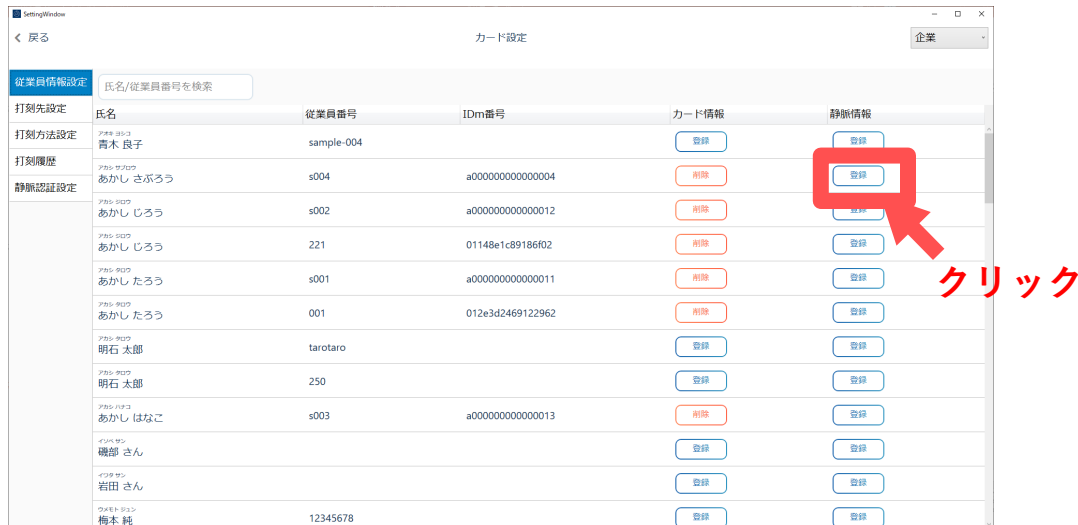 SettingWindow
戻る
カード設定
企業
従業員情報設定
打刻先設定
打刻方法設定
打刻履歴
静脈認証設定
氏名/従業員番号を検索
氏名 従業員番号 IDm番号 カード情報 静脈情報
アオキ ヨシコ
青木 良子 sample-004 登録 登録
アカシ サブロウ
あかし さぶろう s004 a000000000000004 削除 登録
アカシ ジロウ
あかし じろう s002 a000000000000012 削除 登録
アカシ ジロウ
あかし じろう 221 01148e1c89186f02 削除 登録
アカシ タロウ
あかし たろう s001 a000000000000011 削除 登録
アカシ タロウ
あかし たろう 001 012e3d2469122962 削除 登録
アカシ タロウ
明石 太郎 tarotaro 登録 登録
アカシ タロウ
明石 太郎 250 登録 登録
アカシ ハナコ
あかし はなこ s003 a000000000000013 削除 登録
イソベ サン
磯部 さん 登録 登録
イワタ サン
岩田 さん 登録 登録
ウメモト ジュン
梅本 純 12345678 登録 登録
クリック